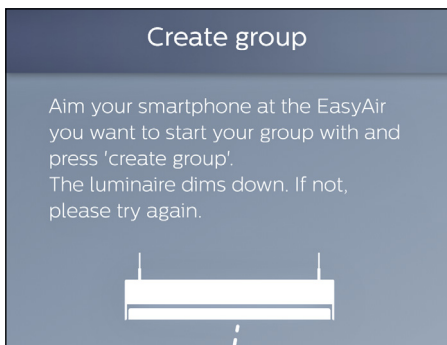 Create group
Aim your smartphone at the EasyAir
you want to start your group with and
press 'create group'.
The luminaire dims down. If not,
please try again.